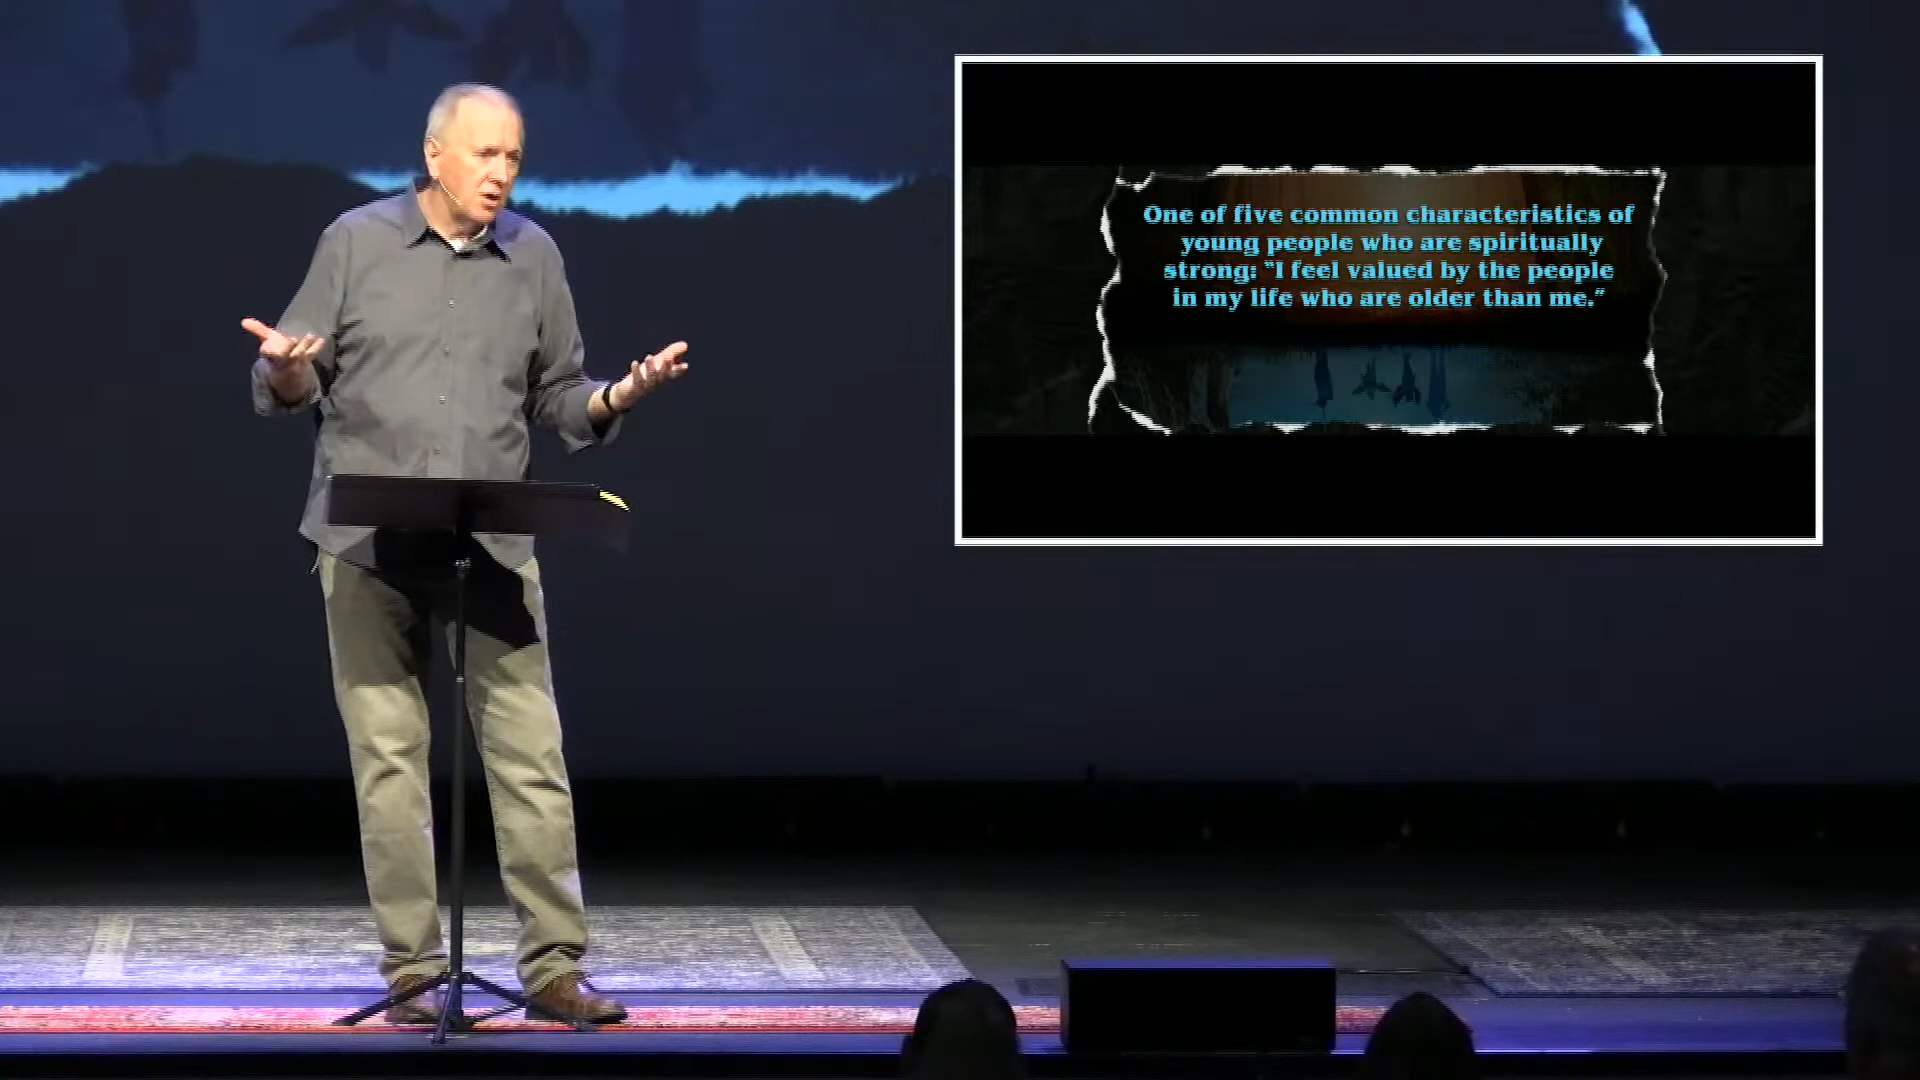 One of five common characteristics of
young people who are spiritually
strong: “I feel valued by the people
in my life who are older than me.”